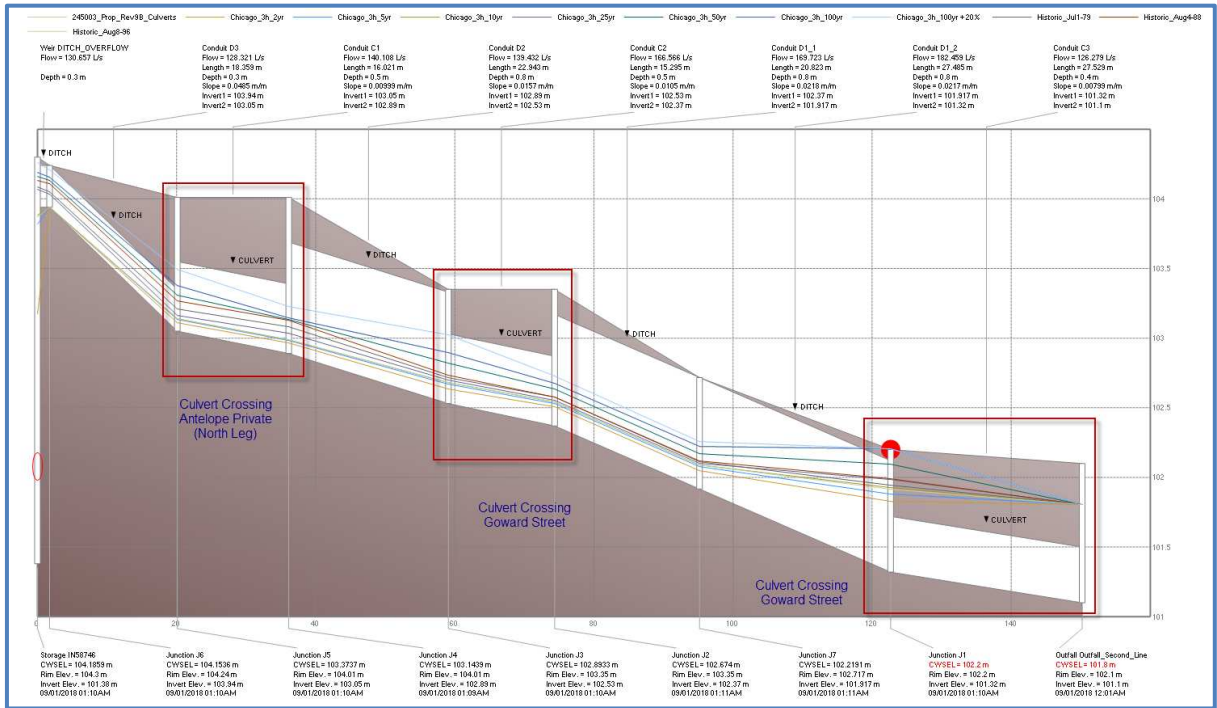 245003_Prop_Rev9B_Culverts Chicago_3h_2yr Chicago_3h_5yr Chicago_3h_10yr Chicago_3h_25yr Chicago_3h_50yr Chicago_3h_100yr Chicago_3h_100yr+20% Historic_Jul1-79 Historic_Aug4-88
Historic_Aug8-96
Weir DITCH_OVERFLOW
Flow = 130.657 L/s
Depth = 0.3 m
Conduit D3
Flow = 128.321 L/s
Length = 18.359 m
Depth = 0.3 m
Slope = 0.0485 m/m
Invert1 = 103.94 m
Invert2 = 103.05 m
Conduit C1
Flow = 140.108 L/s
Length = 16.021 m
Depth = 0.5 m
Slope = 0.00999 m/m
Invert1 = 103.05 m
Invert2 = 102.89 m
Conduit D2
Flow = 139.432 L/s
Length = 22.943 m
Depth = 0.8 m
Slope = 0.0157 m/m
Invert1 = 102.89 m
Invert2 = 102.53 m
Conduit C2
Flow = 166.566 L/s
Length = 15.295 m
Depth = 0.5 m
Slope = 0.0105 m/m
Invert1 = 102.53 m
Invert2 = 102.37 m
Conduit D1_1
Flow = 169.723 L/s
Length = 20.823 m
Depth = 0.8 m
Slope = 0.0218 m/m
Invert1 = 102.37 m
Invert2 = 101.917 m
Conduit D1_2
Flow = 182.459 L/s
Length = 27.485 m
Depth = 0.8 m
Slope = 0.0217 m/m
Invert1 = 101.917 m
Invert2 = 101.32 m
Conduit C3
Flow = 126.279 L/s
Length = 27.529 m
Depth = 0.4 m
Slope = 0.00799 m/m
Invert1 = 101.32 m
Invert2 = 101.1 m
DITCH
DITCH
CULVERT
DITCH
CULVERT
DITCH
DITCH
CULVERT
104
103.5
103
102.5
102
101.5
101
Culvert Crossing
Antelope Private
(North Leg)
Culvert Crossing
Goward Street
Culvert Crossing
Goward Street
0 20 40 60 80 100 120 140
Storage IN58746
CWSEL = 104.1859 m
Rim Elev. = 104.3 m
Invert Elev. = 101.38 m
09/01/2018 01:10AM
Junction J6
CWSEL = 104.1536 m
Rim Elev. = 104.24 m
Invert Elev. = 103.94 m
09/01/2018 01:10AM
Junction J5
CWSEL = 103.3737 m
Rim Elev. = 104.01 m
Invert Elev. = 103.05 m
09/01/2018 01:10AM
Junction J4
CWSEL = 103.1439 m
Rim Elev. = 104.01 m
Invert Elev. = 102.89 m
09/01/2018 01:09AM
Junction J3
CWSEL = 102.8933 m
Rim Elev. = 103.35 m
Invert Elev. = 102.53 m
09/01/2018 01:10AM
Junction J2
CWSEL = 102.674 m
Rim Elev. = 103.35 m
Invert Elev. = 102.37 m
09/01/2018 01:11AM
Junction J7
CWSEL = 102.2191 m
Rim Elev. = 102.717 m
Invert Elev. = 101.917 m
09/01/2018 01:11AM
Junction J1
CWSEL = 102.2 m
Rim Elev. = 102.2 m
Invert Elev. = 101.32 m
09/01/2018 01:10AM
Outfall Outfall_Second_Line
CWSEL = 101.8 m
Rim Elev. = 102.1 m
Invert Elev. = 101.1 m
09/01/2018 12:01AM